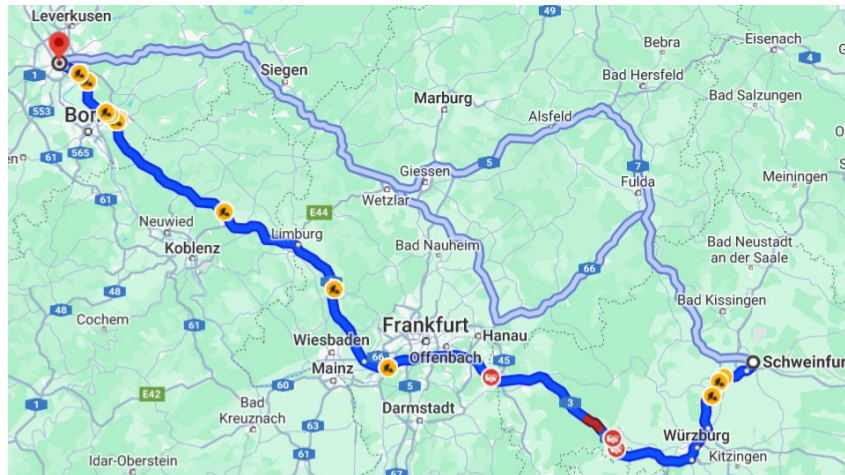 Leverkusen
49
Bebra
Eisenach
4
Siegen
1
Bad Hersfeld
Marburg
Bad Salzungen
553
Alsfeld
Bon
565
61
5
7
Giessen
Meiningen
Wetzlar
Fulda
61
E44
Neuwied
Limburg
Koblenz
Bad Nauheim
Bad Neustadt
an der Saale
66
48
48
Bad Kissingen
Cochem
61
Frankfurt
Hanau
Wiesbaden
66
Offenbach
45
Schweinfur
Mainz
E42
60
5
3
1
Bad
Kreuznach
63
Darmstadt
Würzburg
61
Kitzingen
Idar-Oberstein
67